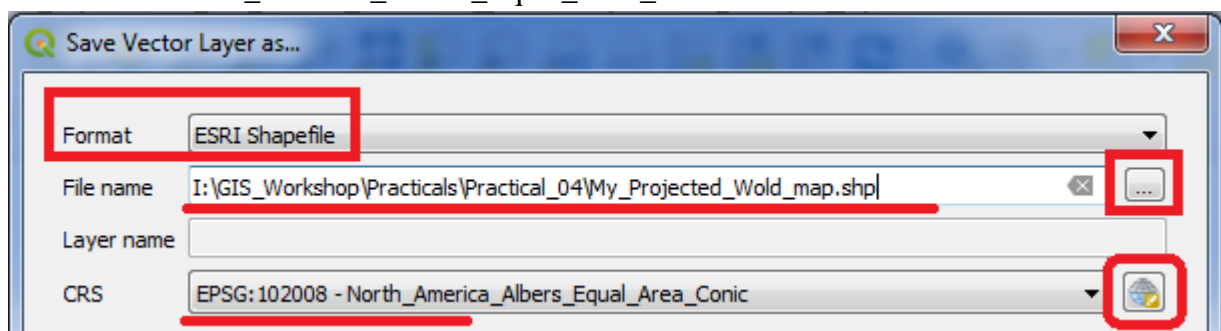 Save Vector Layer as...
Format ESRI Shapefile
File name I:\GIS_Workshop\Practicals\Practical_04\My_Projected_Wold_map.shp ...
Layer name
CRS EPSG:102008 - North_America_Albers_Equal_Area_Conic